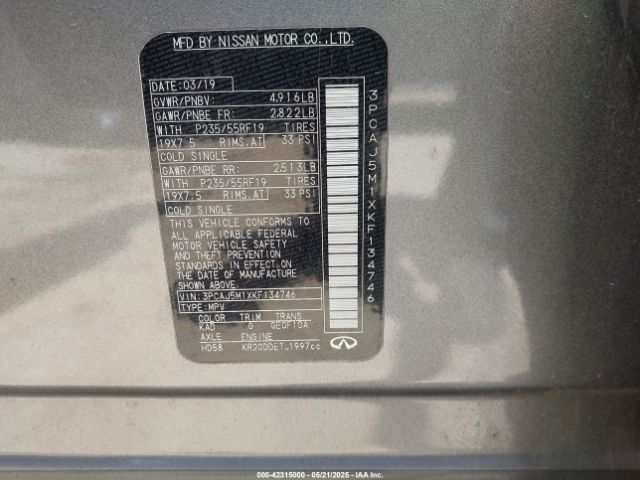 MFD BY NISSAN MOTOR CO.,LTD.
DATE: 03/19
GVWR/PNBV: 4,916LB
GAWR/PNBE FR: 2,822LB
WITH P235/55RF19 TIRES
19X7.5 RIMS,AT 33 PSI
COLD SINGLE
GAWR/PNBE RR: 2,513LB
WITH P235/55RF19 TIRES
19X7.5 RIMS,AT 33 PSI
COLD SINGLE
THIS VEHICLE CONFORMS TO
ALL APPLICABLE FEDERAL
MOTOR VEHICLE SAFETY
AND THEFT PREVENTION
STANDARDS IN EFFECT ON
THE DATE OF MANUFACTURE
SHOWN ABOVE
VIN: 3PCAJ5M1XKF134746
TYPE: MPV
COLOR TRIM TRANS
KAD G GE0F10A
AXLE ENGINE
HD58 KR20DDET_1997cc
3PCAJ5M1XKF134746
INFINITI
000-42315000 - 05/21/2025 - IAA Inc.